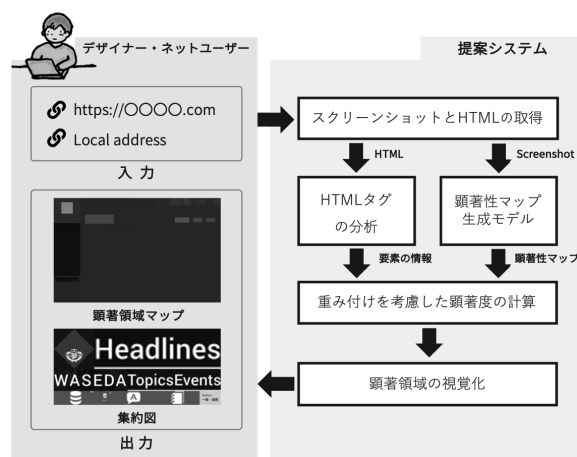 デザイナー・ネットユーザー
提案システム
https://〇〇〇〇.com
Local address
入 力
スクリーンショットとHTMLの取得
HTML
Screenshot
HTMLタグ
の分析
顕著性マップ
生成モデル
要素の情報
顕著性マップ
顕著領域マップ
重み付けを考慮した顕著度の計算
Headlines
WASEDATopicsEvents
A
顕著領域の視覚化
集約図
出 力